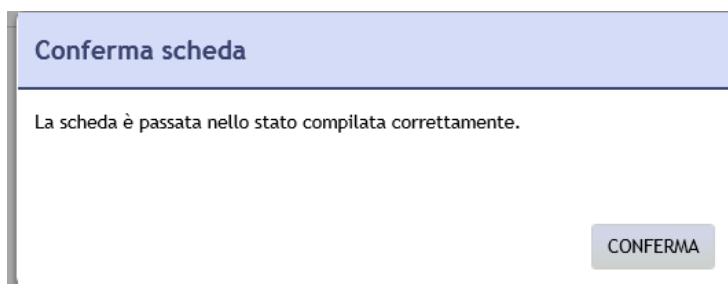 Conferma scheda
La scheda è passata nello stato compilata correttamente.
CONFERMA